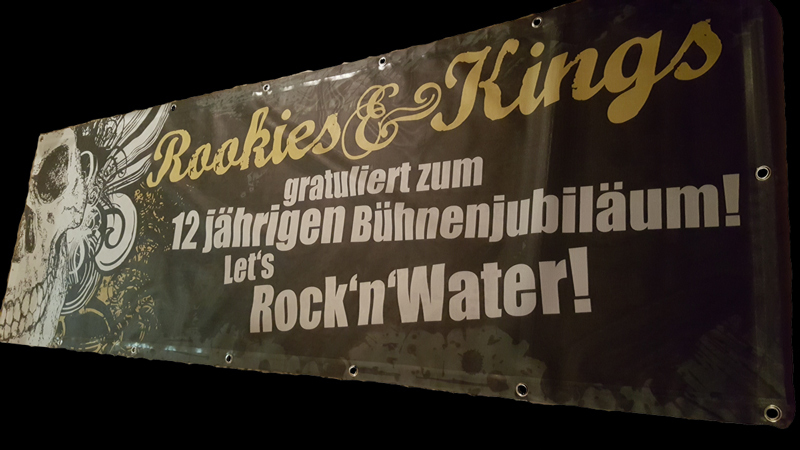 Rookies & Kings
gratuliert zum
12 jährigen Bühnenjubiläum!
Let's
Rock'n'Water!